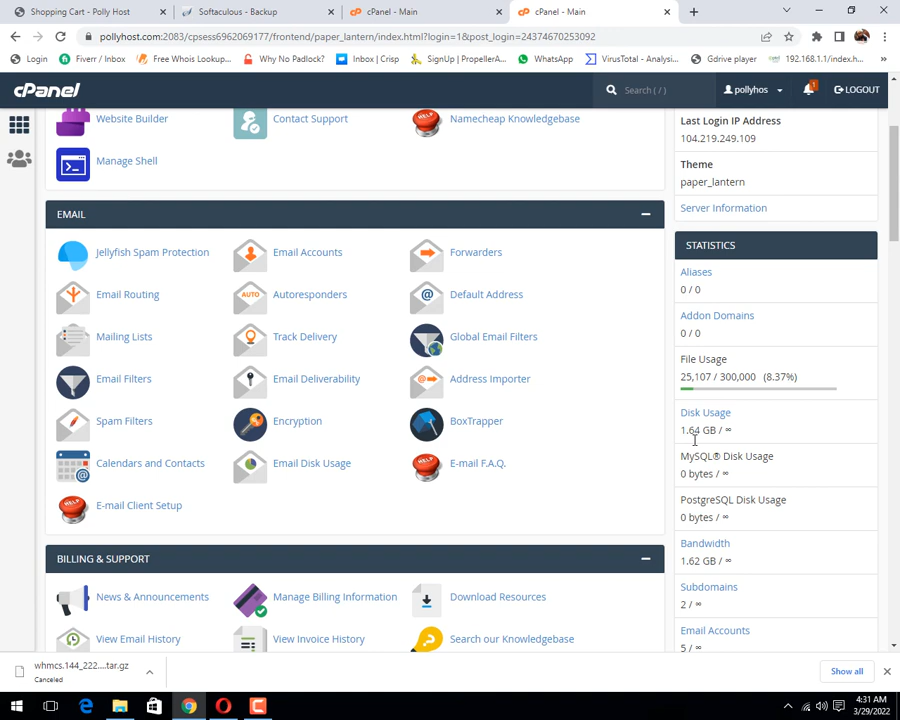 Shopping Cart - Polly Host
Softaculous - Backup
cPanel - Main
cPanel - Main
pollyhost.com:2083/cpsess6962069177/frontend/paper_lantern/index.html?login=1&post_login=24374670253092
Login
Fiverr / Inbox
Free Whois Lookup...
Why No Padlock?
Inbox | Crisp
SignUp | PropellerA...
WhatsApp
VirusTotal - Analysi...
Gdrive player
192.168.1.1/index.h...
cPanel
Search ( / )
pollyhos
1
LOGOUT
Website Builder
Contact Support
Namecheap Knowledgebase
Manage Shell
EMAIL
Jellyfish Spam Protection
Email Accounts
Forwarders
Email Routing
Autoresponders
Default Address
Mailing Lists
Track Delivery
Global Email Filters
Email Filters
Email Deliverability
Address Importer
Spam Filters
Encryption
BoxTrapper
Calendars and Contacts
Email Disk Usage
E-mail F.A.Q.
E-mail Client Setup
BILLING & SUPPORT
News & Announcements
Manage Billing Information
Download Resources
View Email History
View Invoice History
Search our Knowledgebase
Last Login IP Address
104.219.249.109
Theme
paper_lantern
Server Information
STATISTICS
Aliases
0 / 0
Addon Domains
0 / 0
File Usage
25,107 / 300,000 (8.37%)
Disk Usage
1.64 GB / ∞
MySQL® Disk Usage
0 bytes / ∞
PostgreSQL Disk Usage
0 bytes / ∞
Bandwidth
1.62 GB / ∞
Subdomains
2 / ∞
Email Accounts
5 / ∞
whmcs.144_222....tar.gz
Canceled
Show all
4:31 AM
3/29/2022